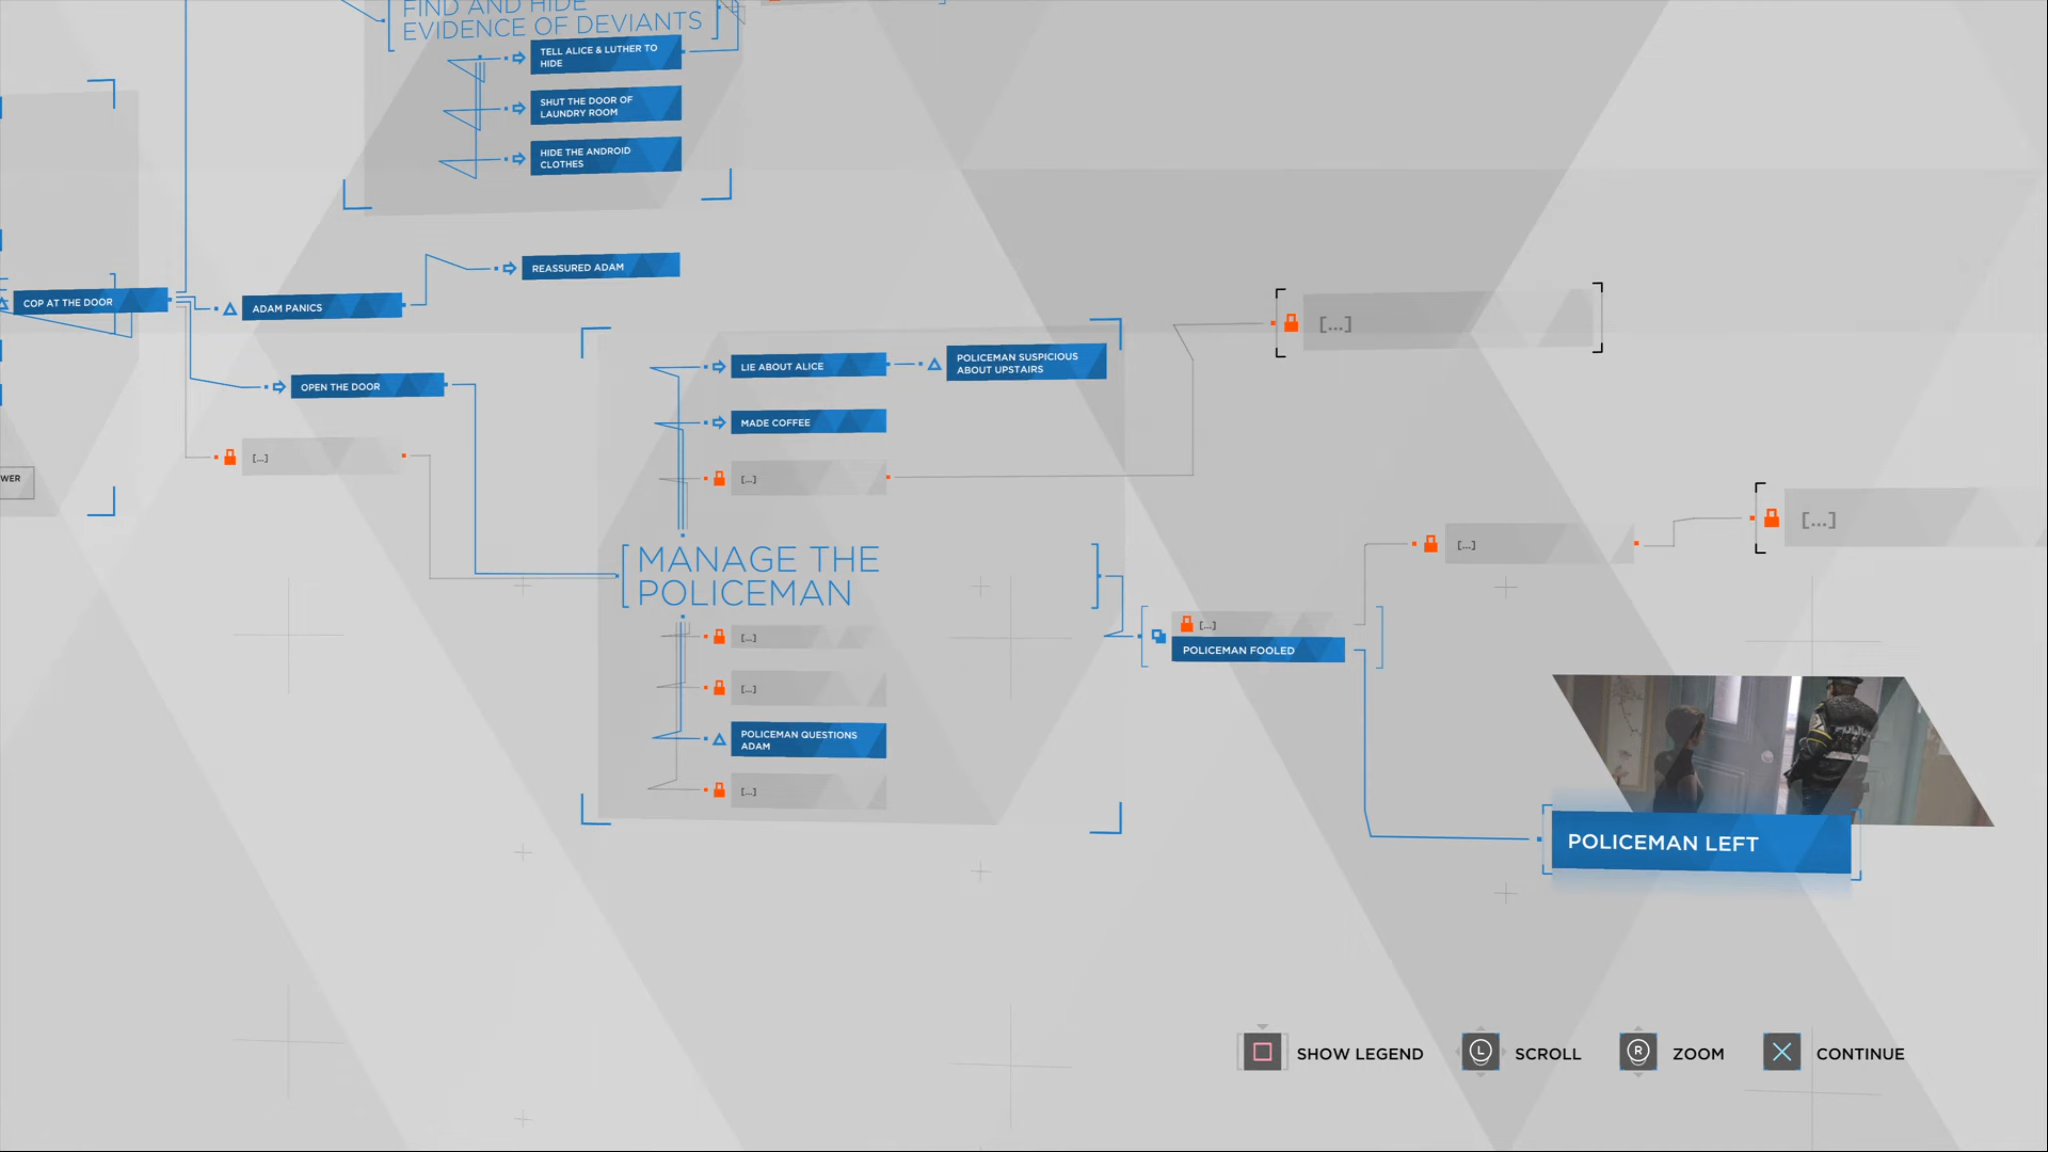 FIND AND HIDE
EVIDENCE OF DEVIANTS
TELL ALICE & LUTHER TO
HIDE
SHUT THE DOOR OF
LAUNDRY ROOM
HIDE THE ANDROID
CLOTHES
REASSURED ADAM
COP AT THE DOOR
ADAM PANICS
[...]
LIE ABOUT ALICE
POLICEMAN SUSPICIOUS
ABOUT UPSTAIRS
OPEN THE DOOR
MADE COFFEE
[...]
WER
[...]
[...]
[...]
MANAGE THE
POLICEMAN
[...]
[...]
POLICEMAN FOOLED
[...]
POLICEMAN QUESTIONS
ADAM
[...]
POLICEMAN LEFT
SHOW LEGEND
L
SCROLL
R
ZOOM
CONTINUE